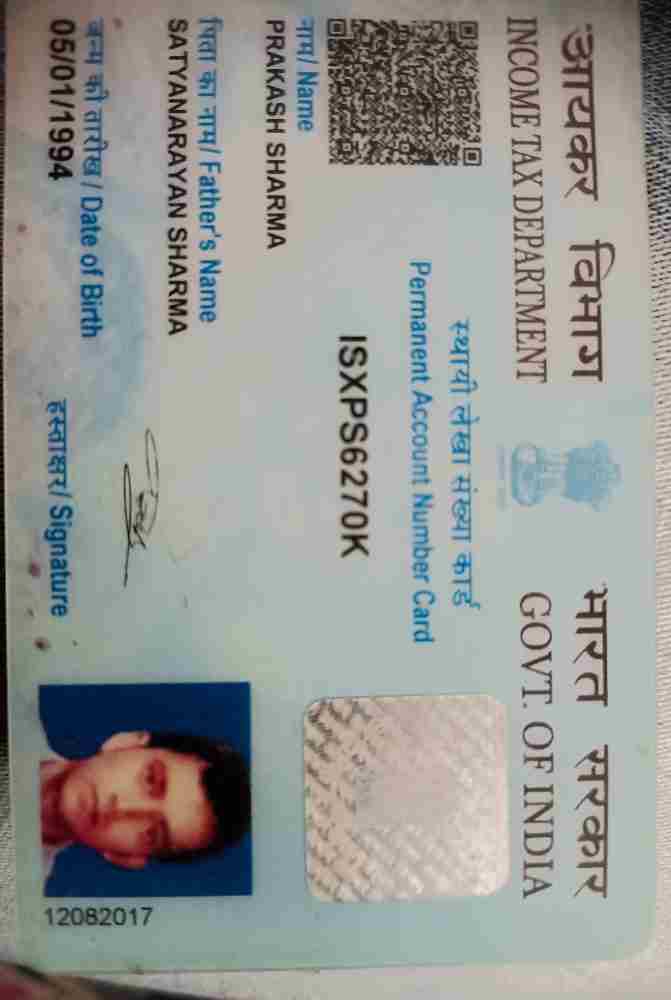 आयकर विभाग
INCOME TAX DEPARTMENT
भारत सरकार
GOVT. OF INDIA
स्थायी लेखा संख्या कार्ड
Permanent Account Number Card
ISXPS6270K
नाम/ Name
PRAKASH SHARMA
पिता का नाम/ Father's Name
SATYANARAYAN SHARMA
जन्म की तारीख / Date of Birth
05/01/1994
हस्ताक्षर/ Signature
12082017